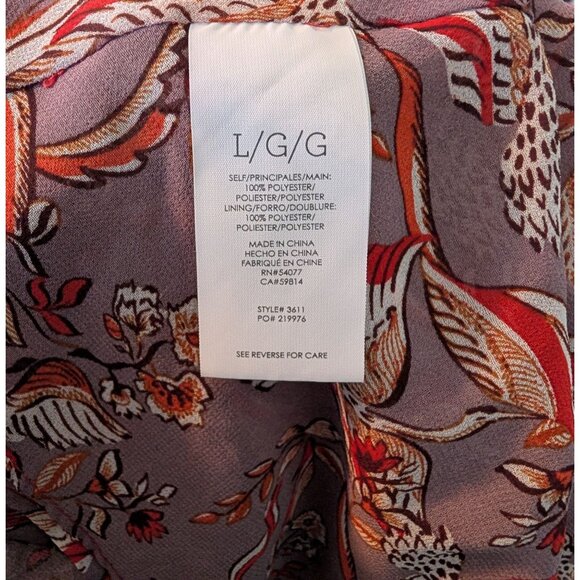 L/G/G
SELF/PRINCIPALES/MAIN:
100% POLYESTER/
POLIESTER/POLYESTER
LINING/FORRO/DOUBLURE:
100% POLYESTER/
POLIESTER/POLYESTER
MADE IN CHINA
HECHO EN CHINA
FABRIQUÉ EN CHINE
RN#54077
CA#59814
STYLE# 3611
PO# 219976
SEE REVERSE FOR CARE